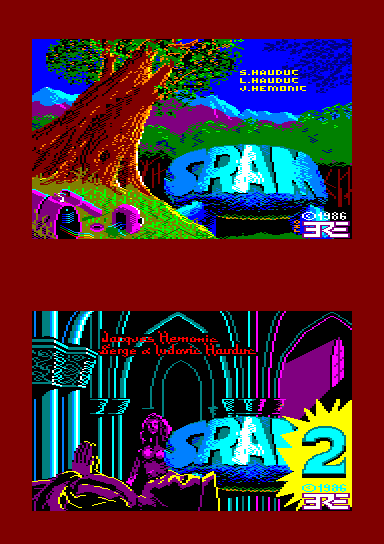 S.HAUDUC
L.HAUDUC
J.HEMONIC
SRAM
©1986
ERE
Jacques Hemonic
Serge & Ludovic Hauduc
SRAM
2
©1986
ERE